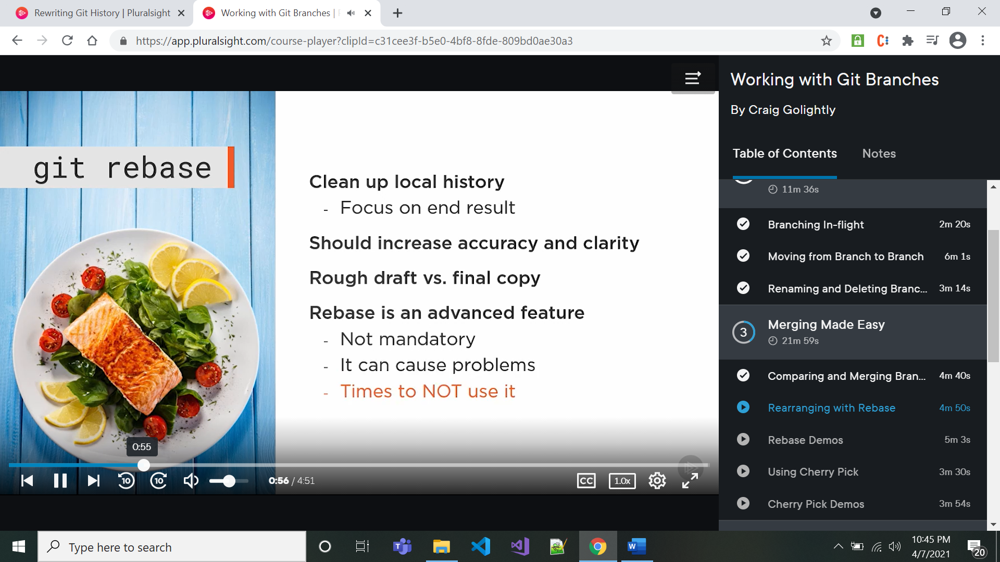 Rewriting Git History | Pluralsight
Working with Git Branches |
https://app.pluralsight.com/course-player?clipId=c31cee3f-b5e0-4bf8-8fde-809bd0ae30a3
git rebase
Clean up local history
- Focus on end result
Should increase accuracy and clarity
Rough draft vs. final copy
Rebase is an advanced feature
- Not mandatory
- It can cause problems
- Times to NOT use it
0:55
10
10
0:56 / 4:51
CC
1.0x
Working with Git Branches
By Craig Golightly
Table of Contents
Notes
11m 36s
Branching In-flight 2m 20s
Moving from Branch to Branch 6m 1s
Renaming and Deleting Branc... 3m 14s
3
Merging Made Easy
21m 59s
Comparing and Merging Bran... 4m 40s
Rearranging with Rebase 4m 50s
Rebase Demos 5m 3s
Using Cherry Pick 3m 30s
Cherry Pick Demos 3m 54s
Type here to search
10:45 PM
4/7/2021
20